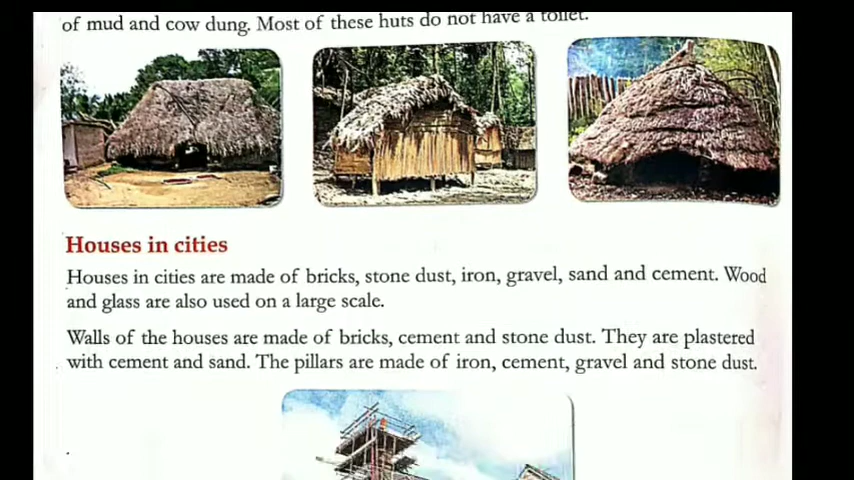 of mud and cow dung. Most of these huts do not have a toilet.
Houses in cities
Houses in cities are made of bricks, stone dust, iron, gravel, sand and cement. Wood
and glass are also used on a large scale.
Walls of the houses are made of bricks, cement and stone dust. They are plastered
with cement and sand. The pillars are made of iron, cement, gravel and stone dust.